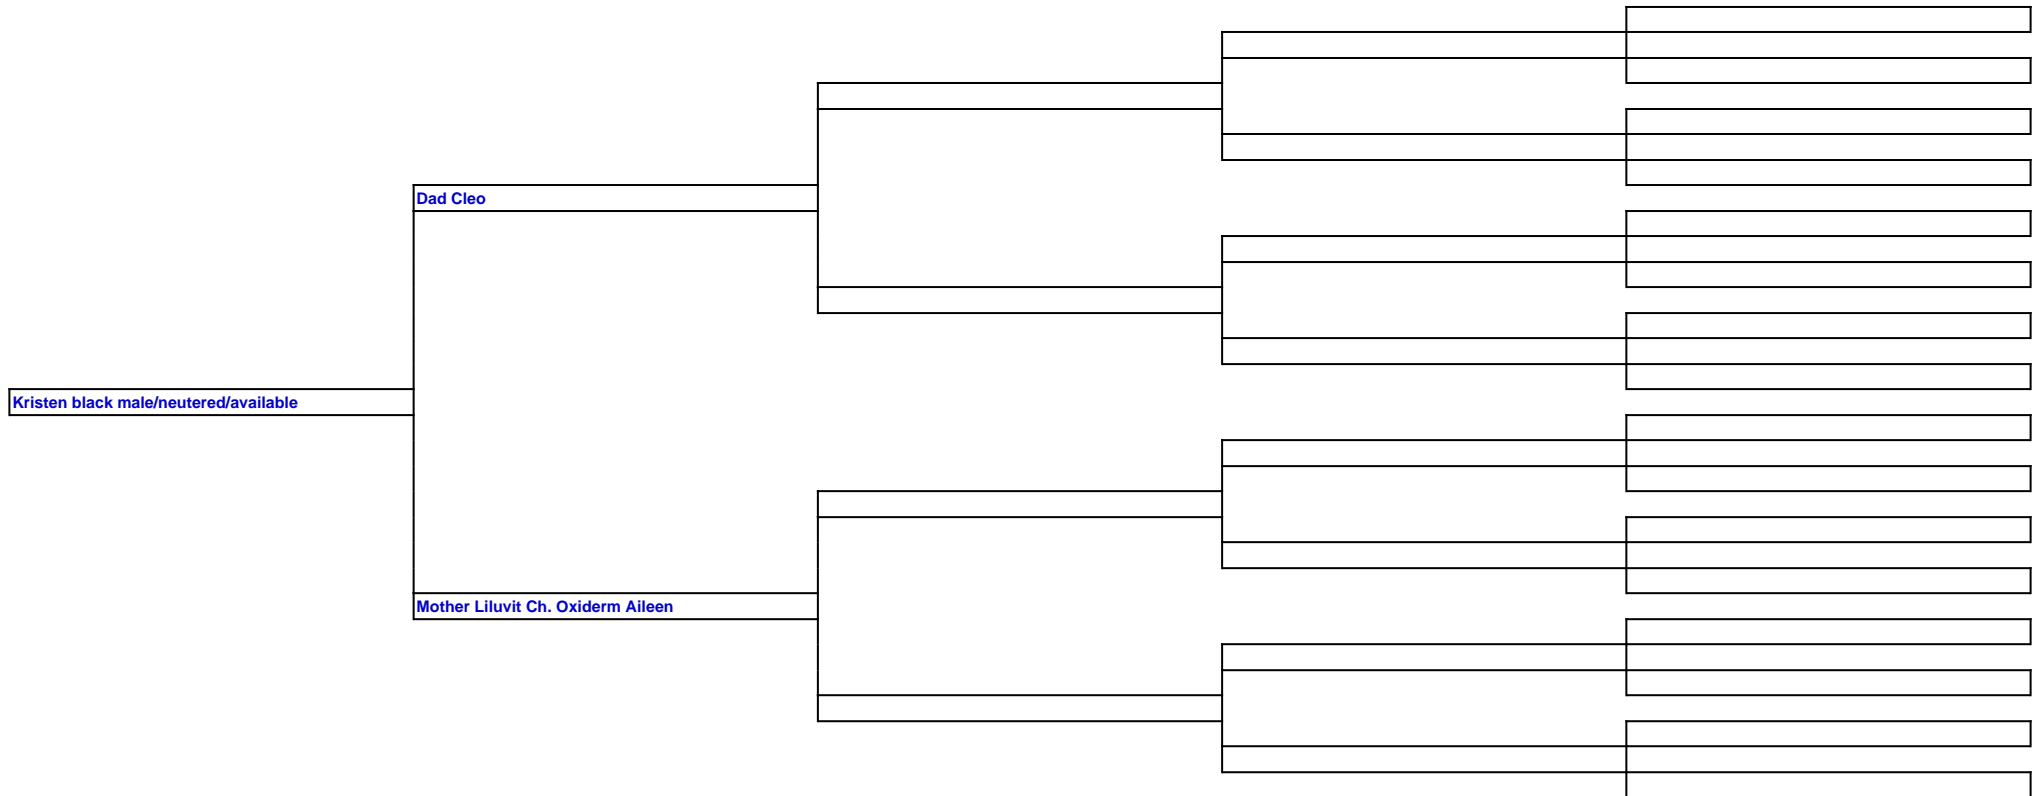 Dad Cleo
Kristen black male/neutered/available
Mother Liluvit Ch. Oxiderm Aileen